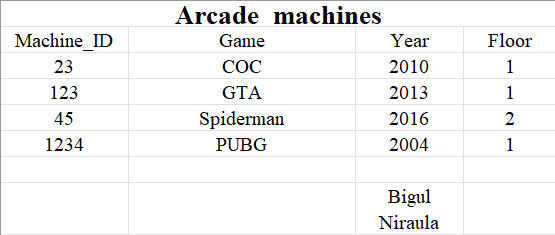 Arcade machines
Machine_ID Game Year Floor
23 COC 2010 1
123 GTA 2013 1
45 Spiderman 2016 2
1234 PUBG 2004 1
Bigul
Niraula